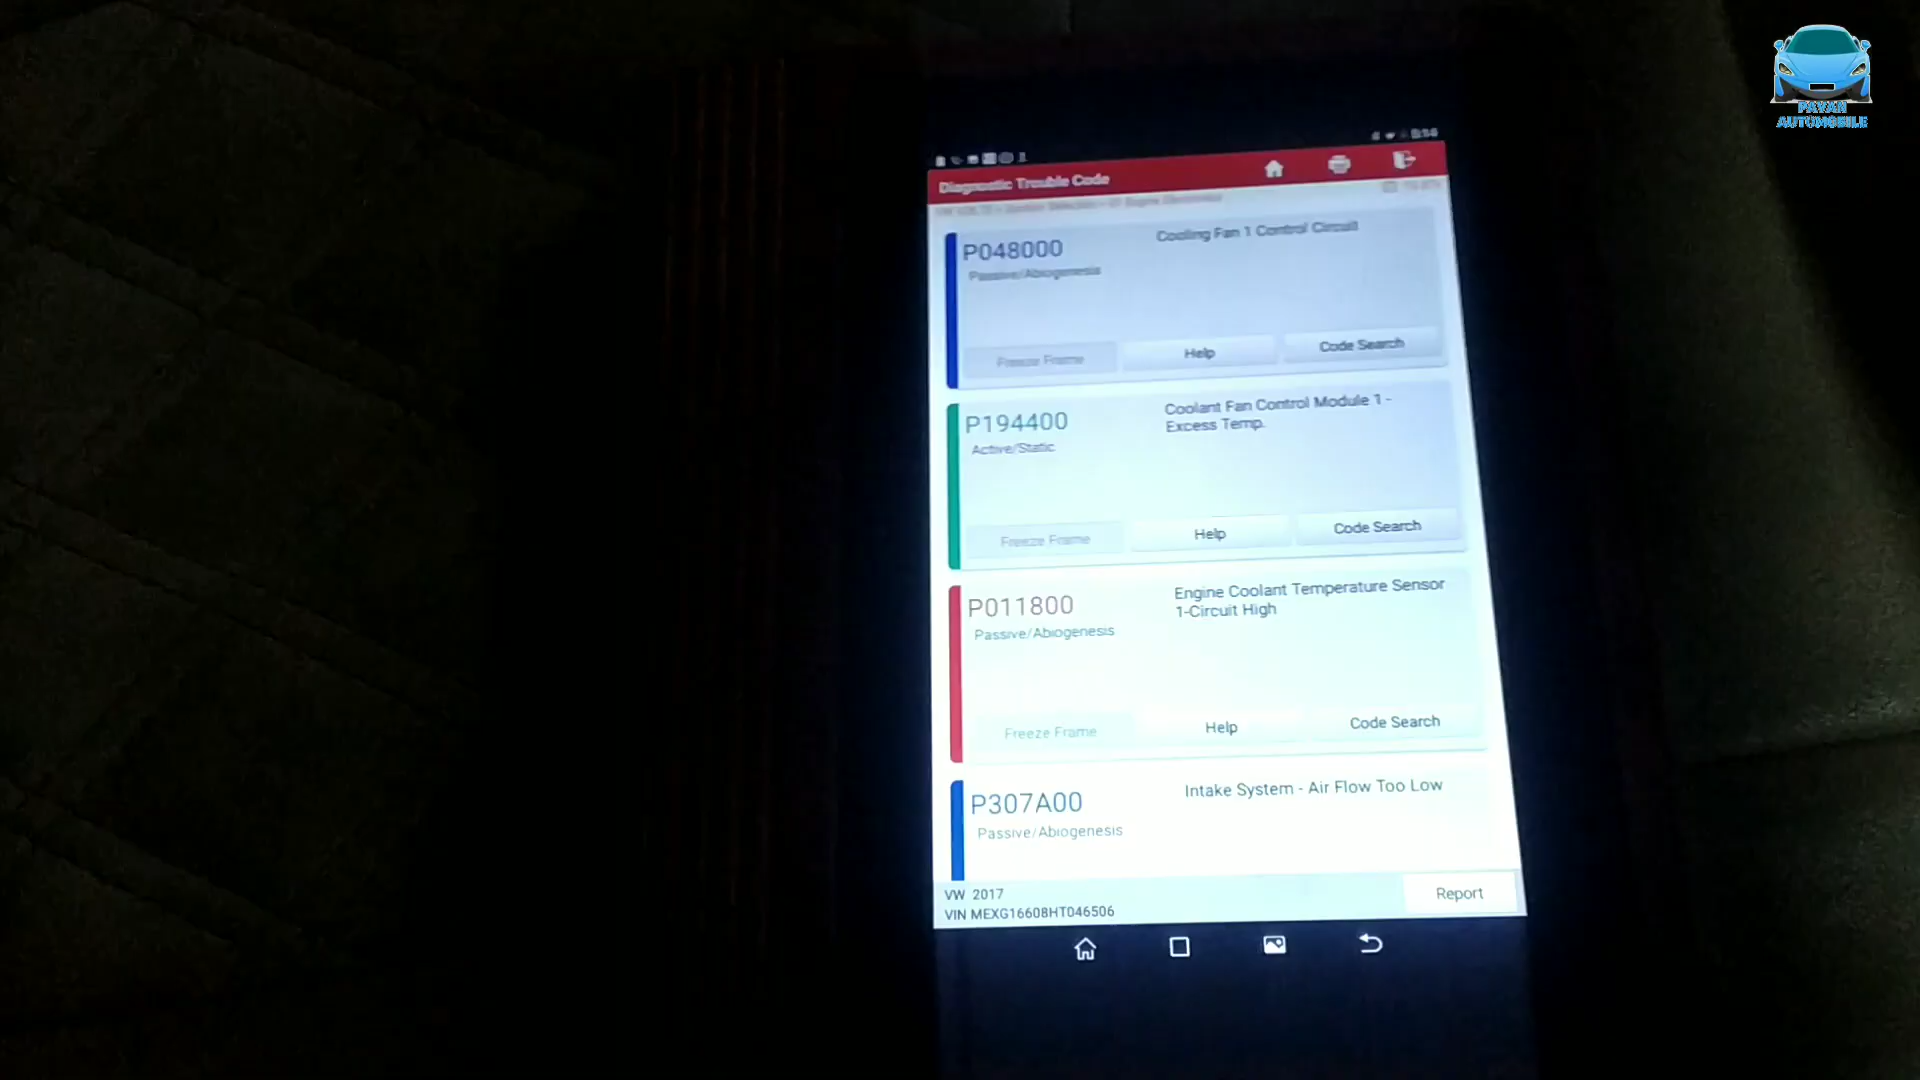 PAVAN
AUTOMOBILE
Diagnostic Trouble Code
P048000
Cooling Fan 1 Control Circuit
Passive/Abiogenesis
Freeze Frame
Help
Code Search
P194400
Coolant Fan Control Module 1 -
Excess Temp.
Active/Static
Freeze Frame
Help
Code Search
P011800
Engine Coolant Temperature Sensor
1-Circuit High
Passive/Abiogenesis
Freeze Frame
Help
Code Search
P307A00
Intake System - Air Flow Too Low
Passive/Abiogenesis
VW 2017
VIN MEXG16608HT046506
Report